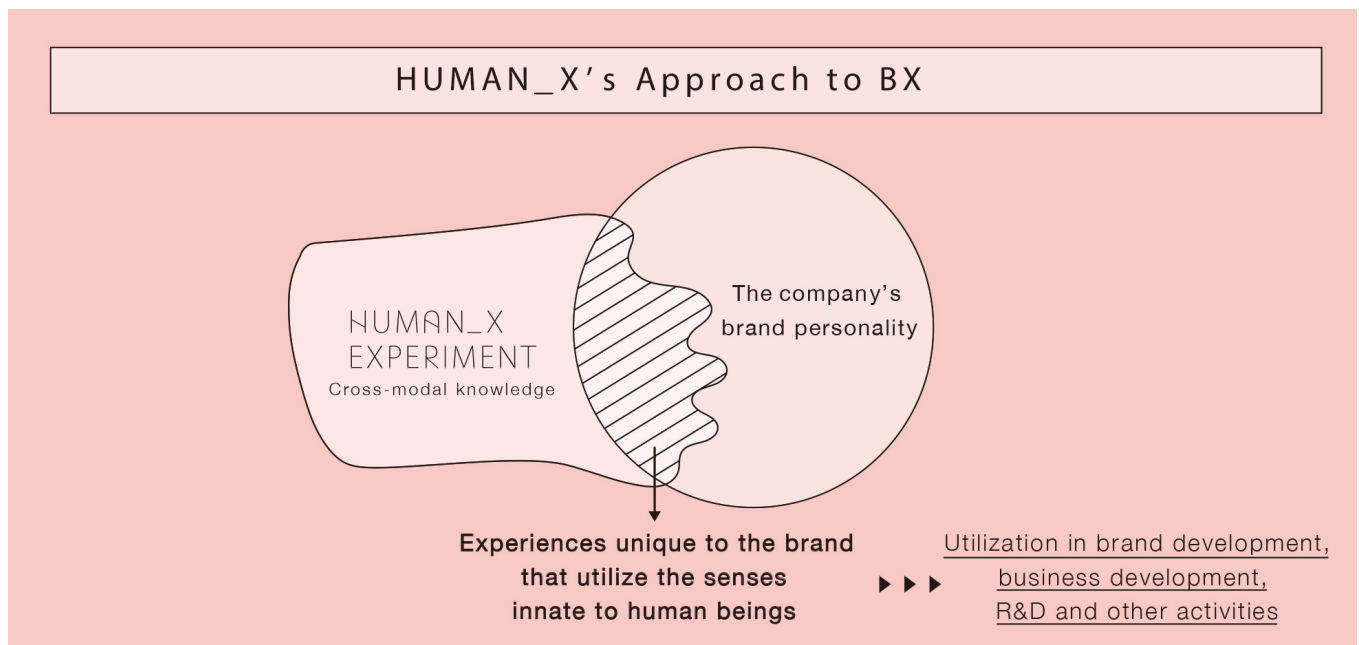 HUMAN_X's Approach to BX
HUMAN_X
EXPERIMENT
Cross-modal knowledge
The company's
brand personality
Experiences unique to the brand
that utilize the senses
innate to human beings
Utilization in brand development,
business development,
R&D and other activities